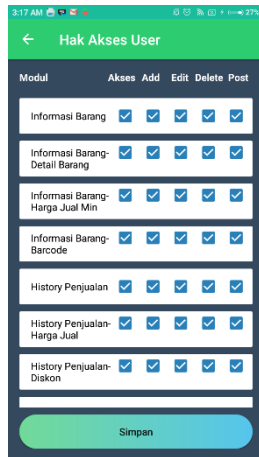 3:17 AM 27%
Hak Akses User
Modul Akses Add Edit Delete Post
Informasi Barang
Informasi Barang-
Detail Barang
Informasi Barang-
Harga Jual Min
Informasi Barang-
Barcode
History Penjualan
History Penjualan-
Harga Jual
History Penjualan-
Diskon
Simpan